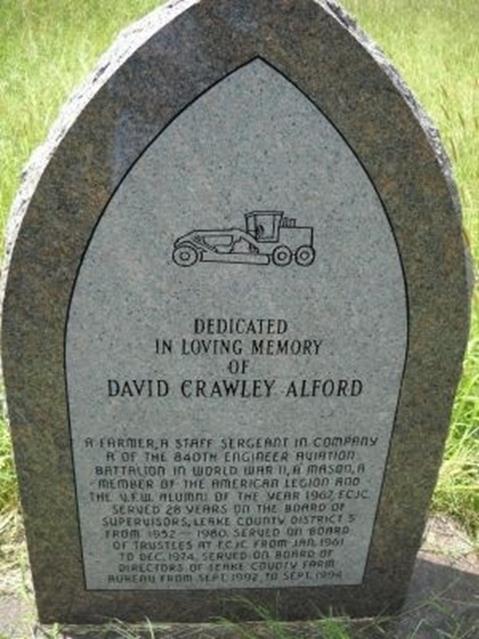 DEDICATED
IN LOVING MEMORY
OF
DAVID CRAWLEY ALFORD
A FARMER, A STAFF SERGEANT IN COMPANY
A OF THE 840TH ENGINEER AVIATION
BATTALION IN WORLD WAR II, A MASON, A
MEMBER OF THE AMERICAN LEGION AND
THE V.F.W. ALUMNI OF THE YEAR 1967, ECJC.
SERVED 28 YEARS ON THE BOARD OF
SUPERVISORS, LEAKE COUNTY DISTRICT 5
FROM 1952 — 1980. SERVED ON BOARD
OF TRUSTEES AT ECJC FROM JAN. 1961
TO DEC. 1974. SERVED ON BOARD OF
DIRECTORS OF LEAKE COUNTY FARM
BUREAU FROM SEPT. 1992, TO SEPT. 1994